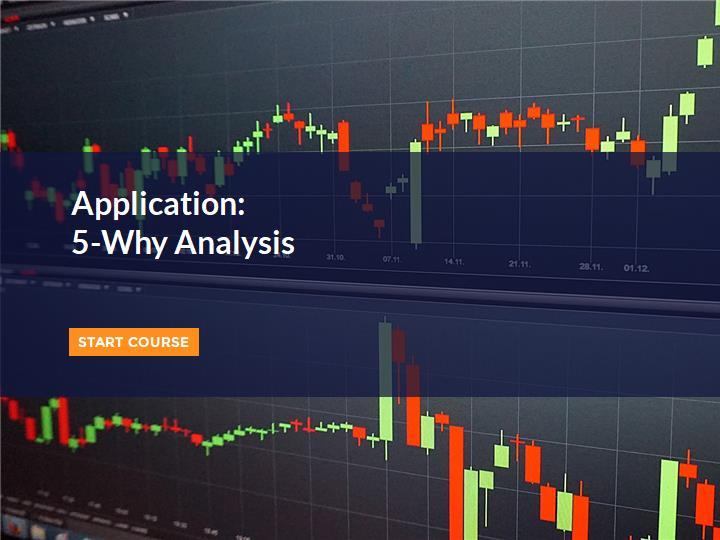 Application:
5-Why Analysis
31.10.
07.11.
14.11.
21.11.
28.11.
01.12.
START COURSE